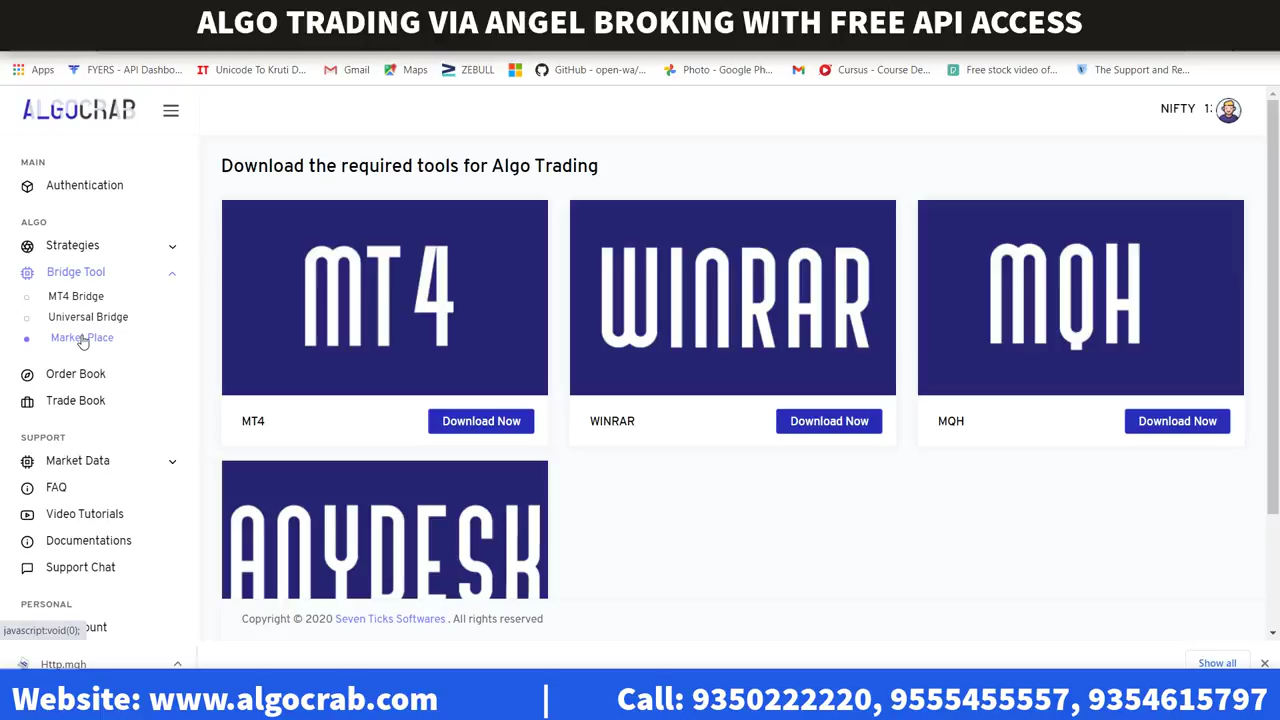 ALGO TRADING VIA ANGEL BROKING WITH FREE API ACCESS
Apps FYERS - API Dashbo... Unicode To Kruti D... Gmail Maps ZEBULL GitHub - open-wa/... Photo - Google Ph... Cursus - Course De... Free stock video of... The Support and Re...
ALGOCRAB
NIFTY 1:
MAIN
Authentication
ALGO
Strategies
Bridge Tool
MT4 Bridge
Universal Bridge
Market Place
Order Book
Trade Book
SUPPORT
Market Data
FAQ
Video Tutorials
Documentations
Support Chat
PERSONAL
ount
javascript:void(0);
Download the required tools for Algo Trading
MT4
WINRAR
MQH
MT4 Download Now
WINRAR Download Now
MQH Download Now
ANYDESK
Copyright © 2020 Seven Ticks Softwares . All rights reserved
Http.mqh
Show all
Website: www.algocrab.com | Call: 9350222220, 9555455557, 9354615797